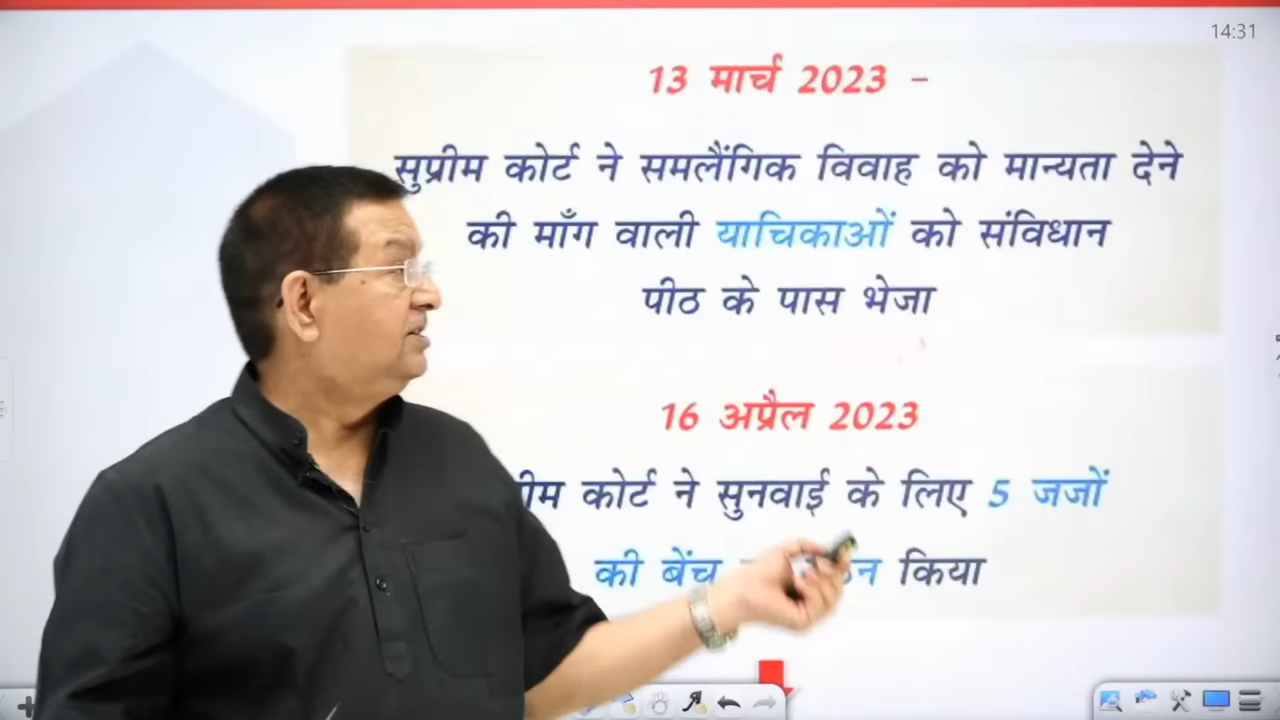 14:31
13 मार्च 2023 –
सुप्रीम कोर्ट ने समलैंगिक विवाह को मान्यता देने
की माँग वाली याचिकाओं को संविधान
पीठ के पास भेजा
16 अप्रैल 2023
कोर्ट ने सुनवाई के लिए 5 जजों
की बेंच किया